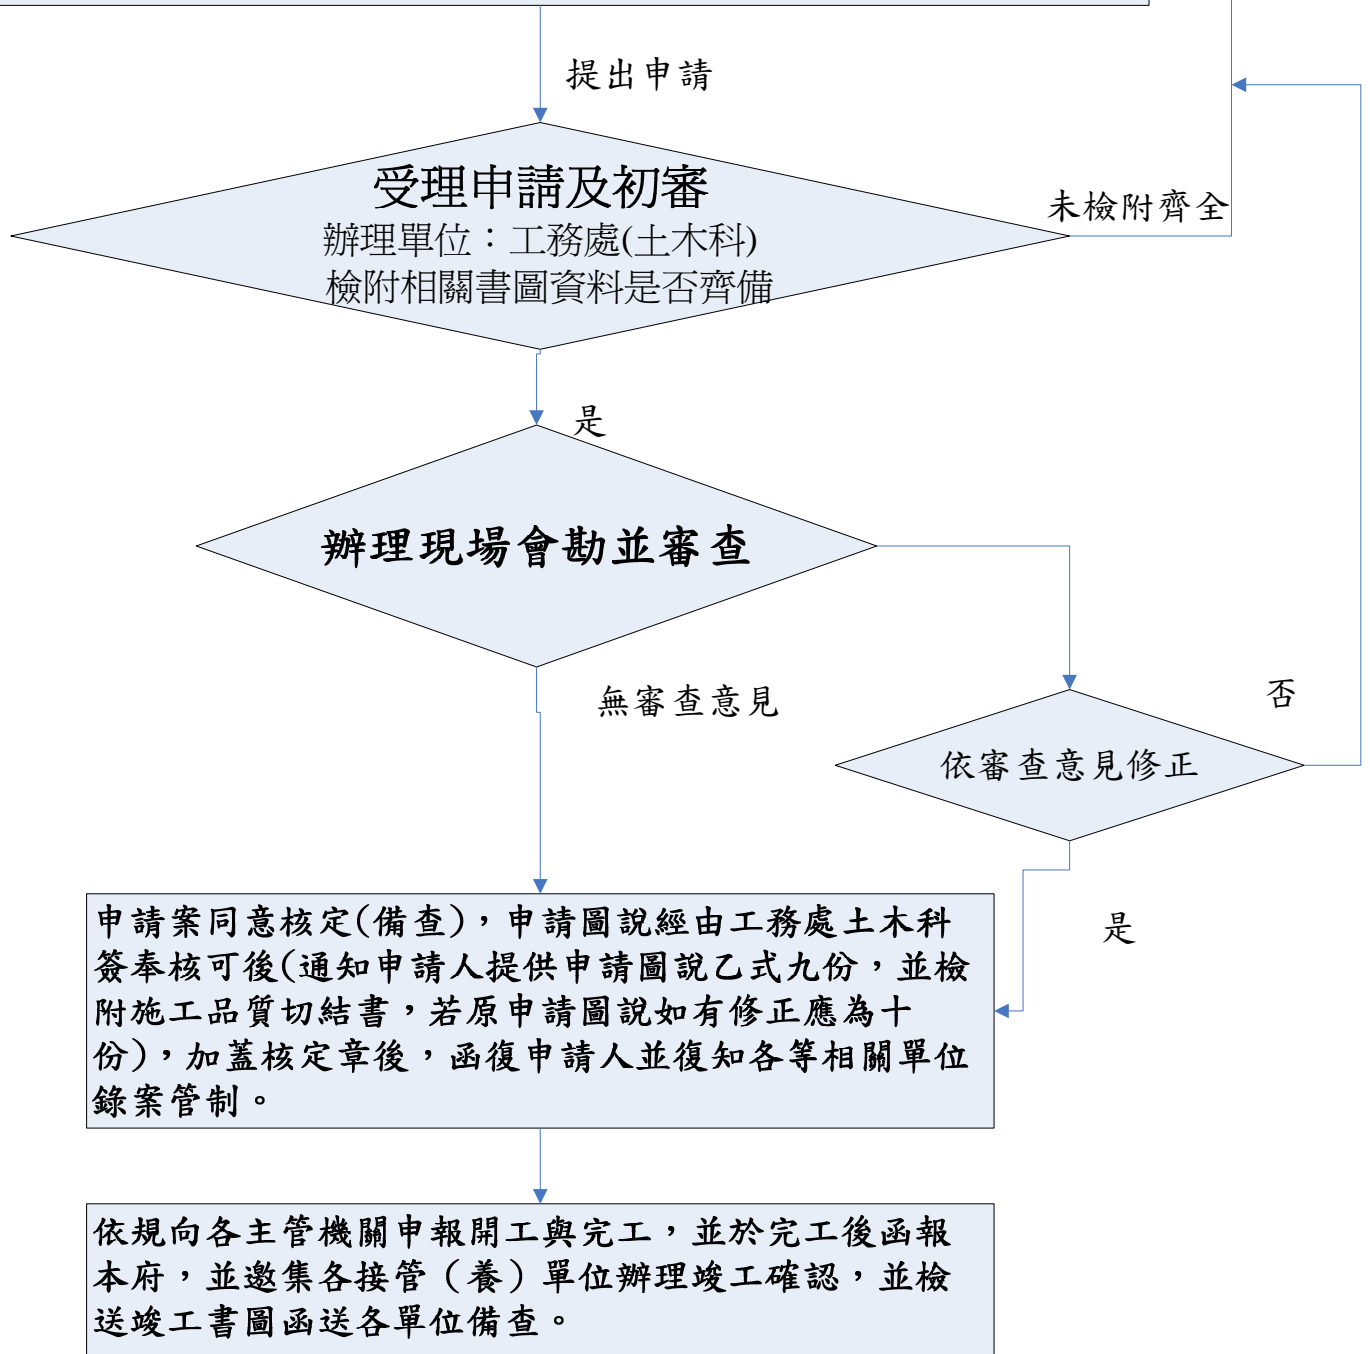 提出申請
受理申請及初審
未檢附齊全
辦理單位：工務處(土木科)
檢附相關書圖資料是否齊備
是
辦理現場會勘並審查
無審查意見
否
依審查意見修正
申請案同意核定(備查)，申請圖說經由工務處土木科
簽奉核可後(通知申請人提供申請圖說乙式九份，並檢
附施工品質切結書，若原申請圖說如有修正應為十
份)，加蓋核定章後，函復申請人並復知各等相關單位
錄案管制。
是
依規向各主管機關申報開工與完工，並於完工後函報
本府，並邀集各接管（養）單位辦理竣工確認，並檢
送竣工書圖函送各單位備查。